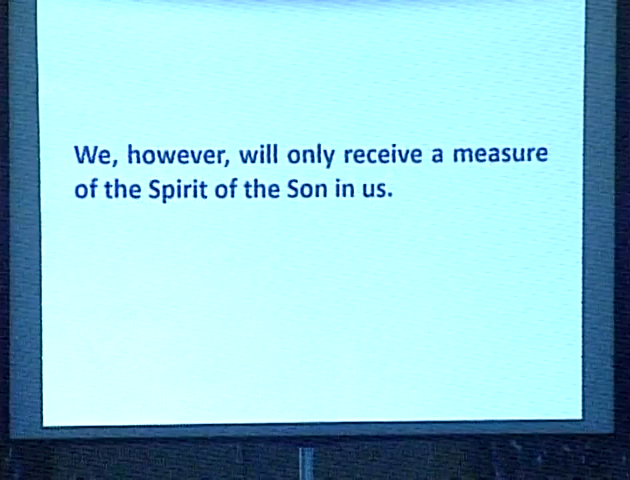 We, however, will only receive a measure
of the Spirit of the Son in us.